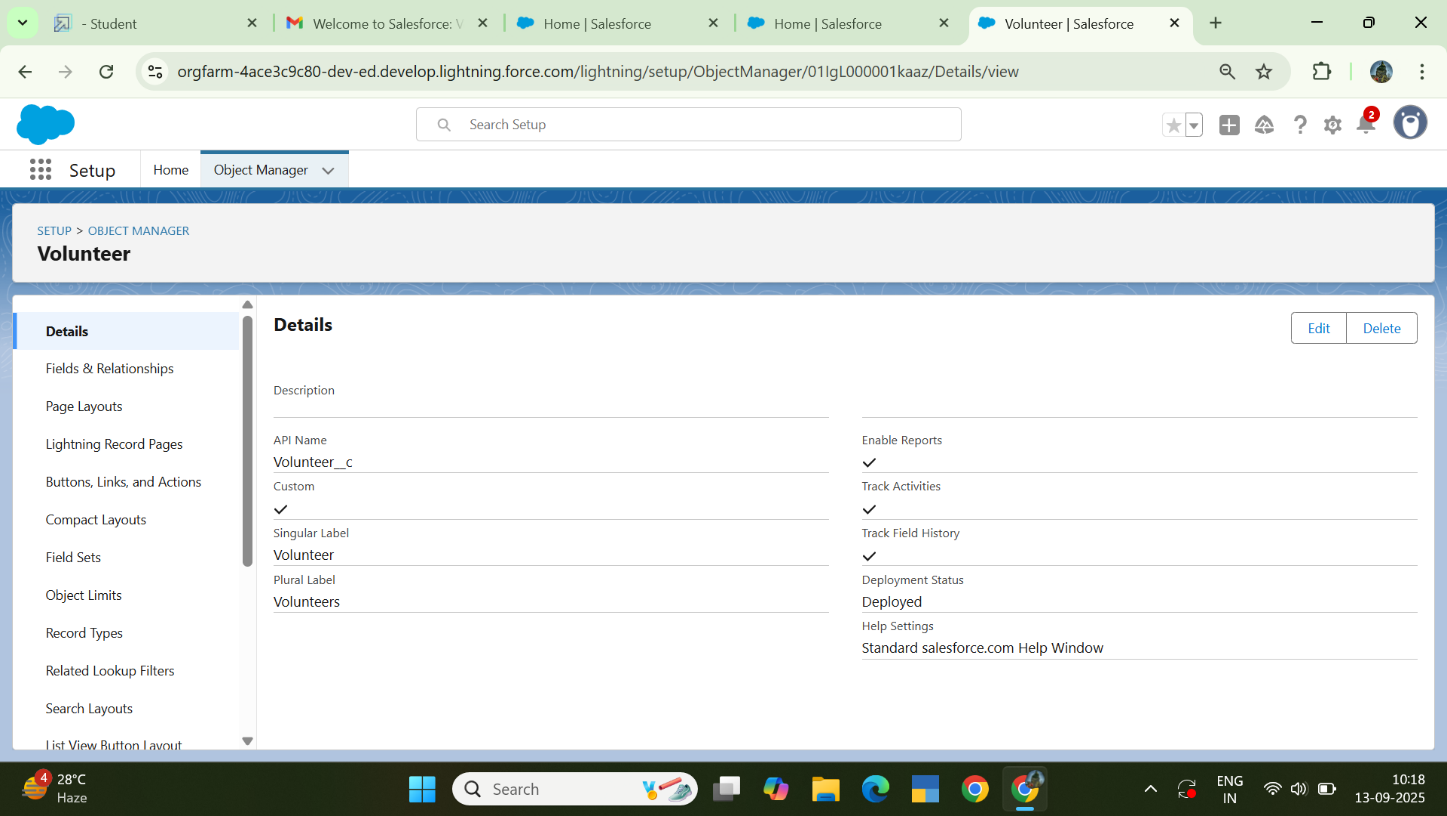 - Student
Welcome to Salesforce: V
Home | Salesforce
Home | Salesforce
Volunteer | Salesforce
orgfarm-4ace3c9c80-dev-ed.develop.lightning.force.com/lightning/setup/ObjectManager/01IgL000001kaaz/Details/view
Search Setup
2
Setup
Home
Object Manager
SETUP > OBJECT MANAGER
Volunteer
Details
Fields & Relationships
Page Layouts
Lightning Record Pages
Buttons, Links, and Actions
Compact Layouts
Field Sets
Object Limits
Record Types
Related Lookup Filters
Search Layouts
List View Button Layout
Details
Edit
Delete
Description
API Name
Volunteer__c
Custom
Singular Label
Volunteer
Plural Label
Volunteers
Enable Reports
Track Activities
Track Field History
Deployment Status
Deployed
Help Settings
Standard salesforce.com Help Window
4
28°C
Haze
Search
ENG
IN
10:18
13-09-2025